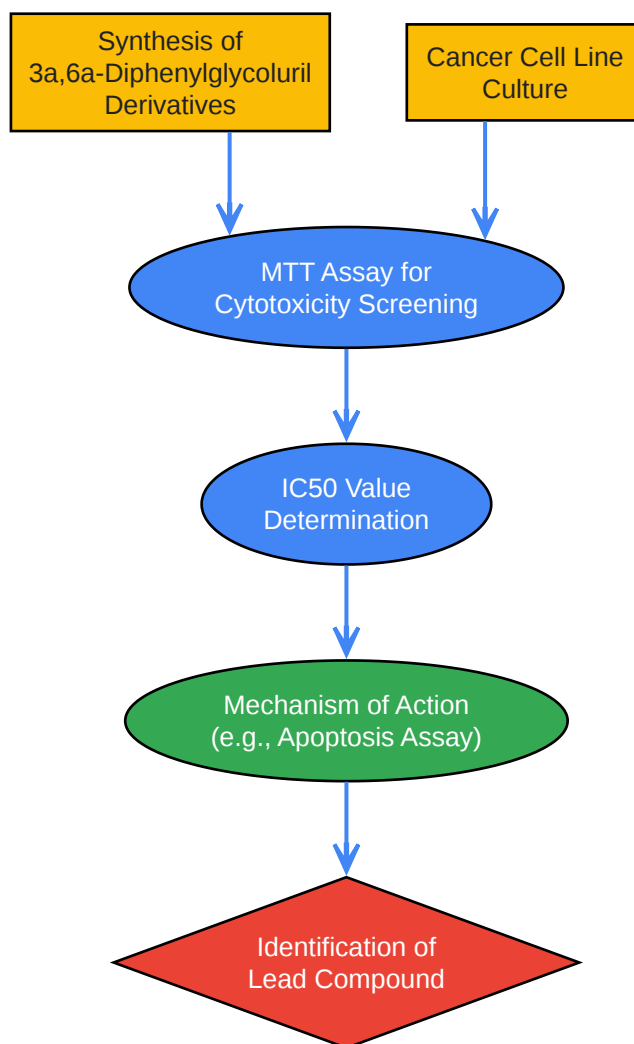 Synthesis of
3a,6a-Diphenylglycoluril
Derivatives
Cancer Cell Line
Culture
MTT Assay for
Cytotoxicity Screening
IC50 Value
Determination
Mechanism of Action
(e.g., Apoptosis Assay)
Identification of
Lead Compound